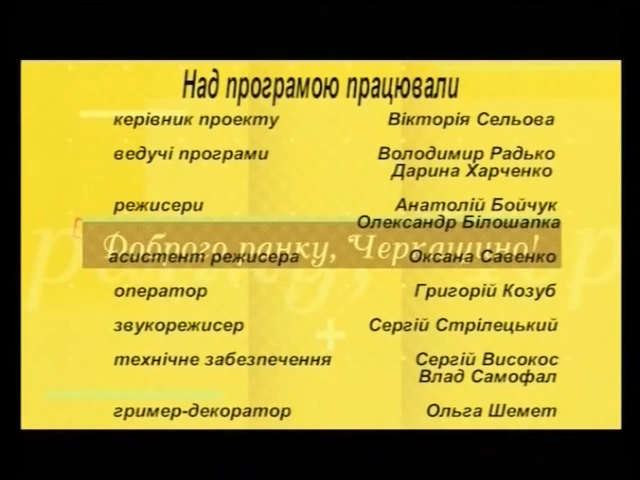 Над програмою працювали
керівник проекту Вікторія Сельова
ведучі програми Володимир Радько
Дарина Харченко
режисери Анатолій Бойчук
Олександр Білошапка
Доброго ранку, Черкащино!
асистент режисера Оксана Савенко
оператор Григорій Козуб
звукорежисер Сергій Стрілецький
технічне забезпечення Сергій Високос
Влад Самофал
гример-декоратор Ольга Шемет